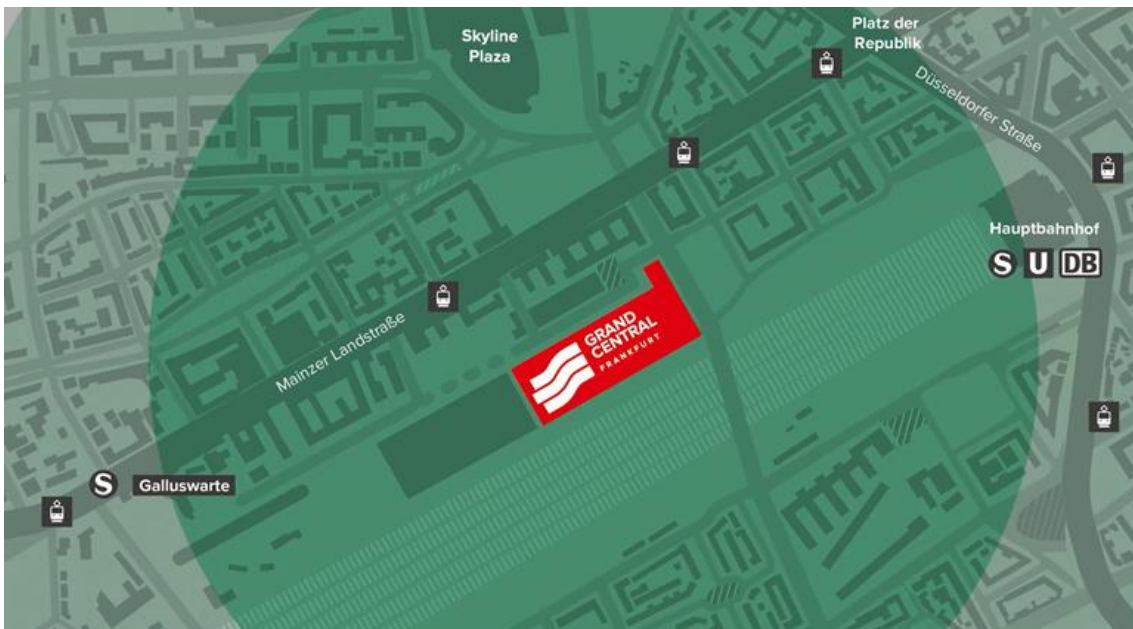 Skyline
Plaza
Platz der
Republik
Düsseldorfer Straße
Hauptbahnhof
S U DB
GRAND
CENTRAL
FRANKFURT
Mainzer Landstraße
S Galluswarte